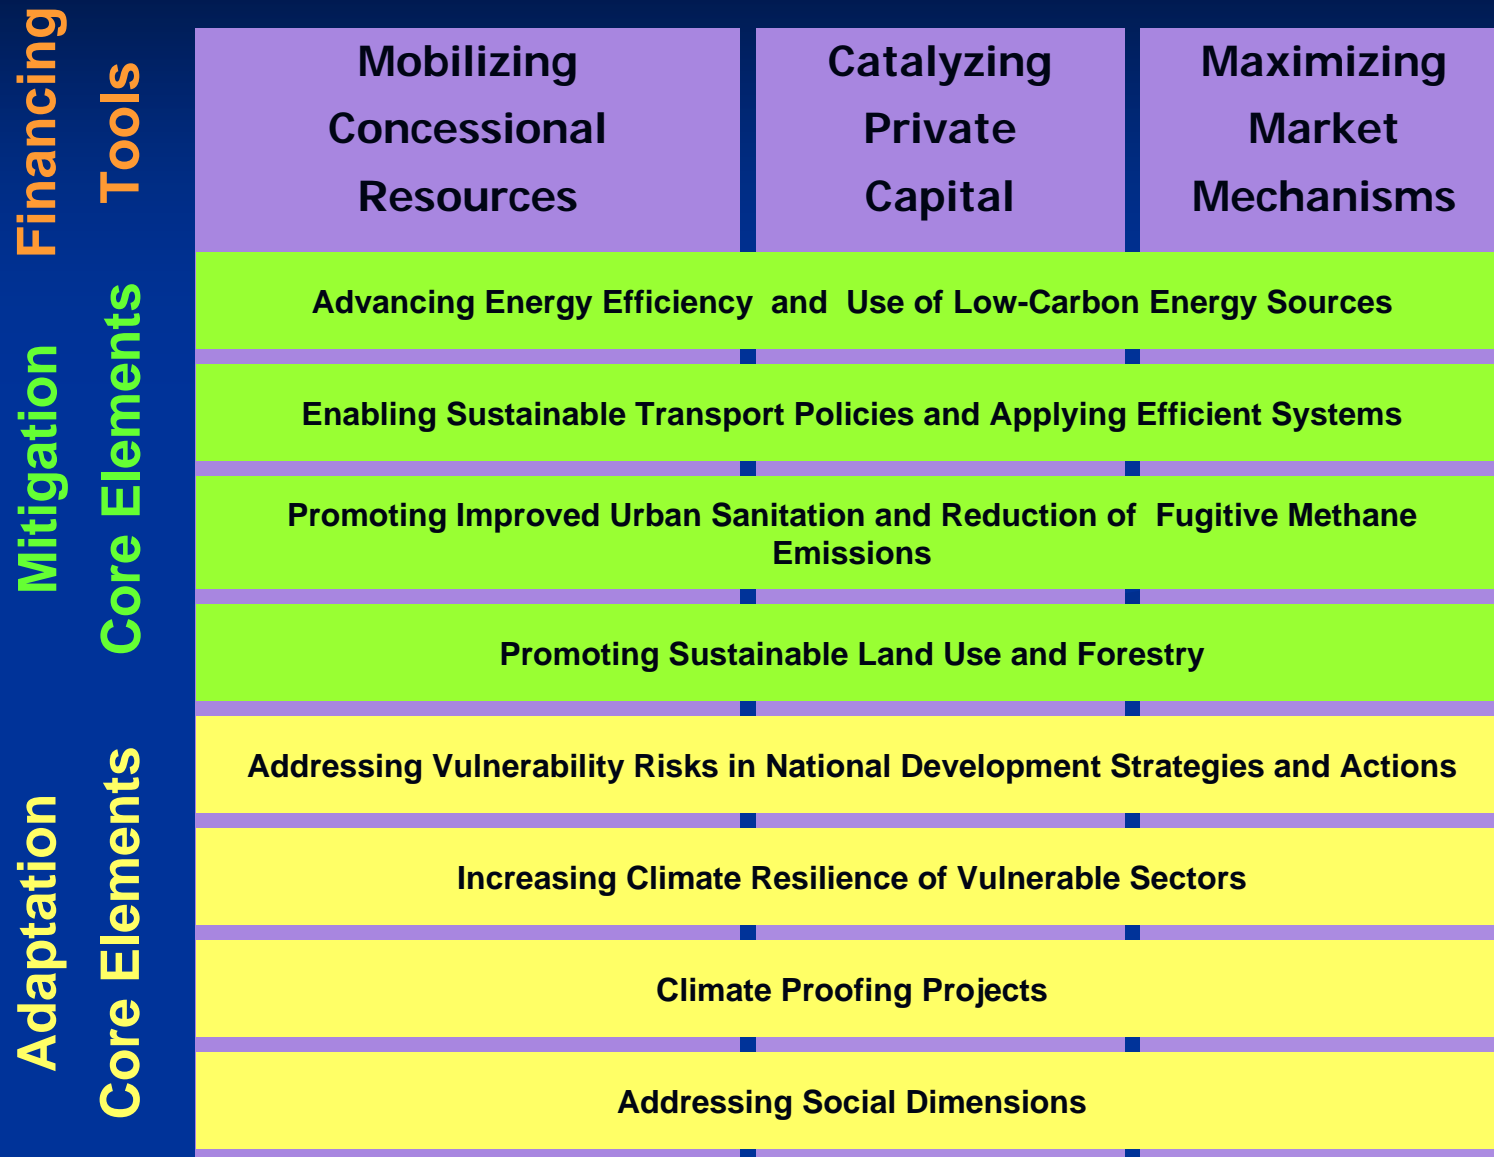 Financing
Tools
Mobilizing
Concessional
Resources
Catalyzing
Private
Capital
Maximizing
Market
Mechanisms
Mitigation
Core Elements
Advancing Energy Efficiency and Use of Low-Carbon Energy Sources
Enabling Sustainable Transport Policies and Applying Efficient Systems
Promoting Improved Urban Sanitation and Reduction of Fugitive Methane
Emissions
Promoting Sustainable Land Use and Forestry
Adaptation
Core Elements
Addressing Vulnerability Risks in National Development Strategies and Actions
Increasing Climate Resilience of Vulnerable Sectors
Climate Proofing Projects
Addressing Social Dimensions